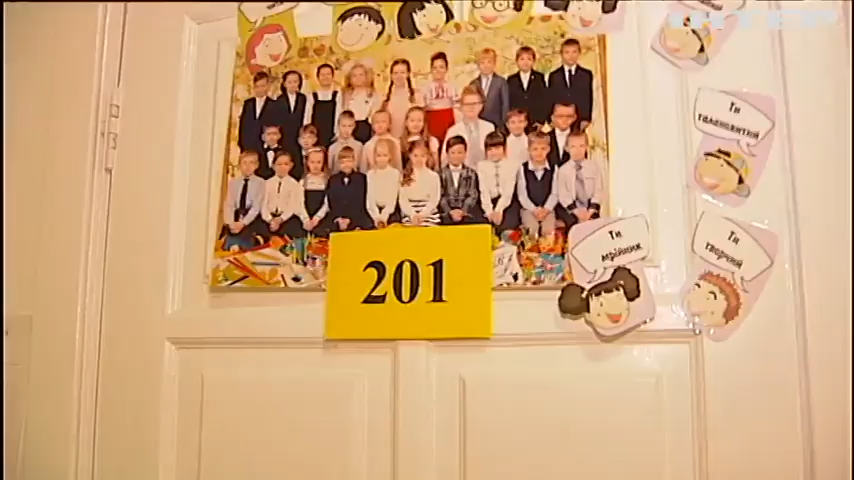 Ти
талановитий
201
Ти
мрійник
Ти
творчий